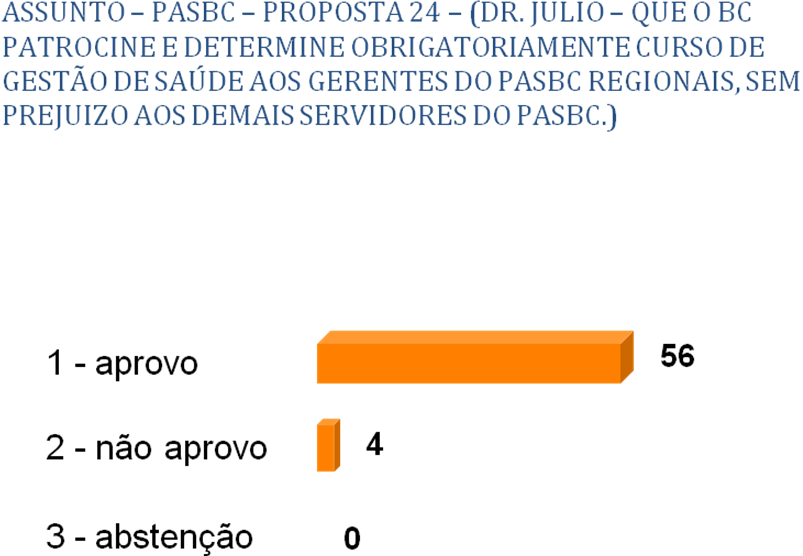 ASSUNTO – PASBC – PROPOSTA 24 – (DR. JULIO – QUE O BC
PATROCINE E DETERMINE OBRIGATORIAMENTE CURSO DE
GESTÃO DE SAÚDE AOS GERENTES DO PASBC REGIONAIS, SEM
PREJUIZO AOS DEMAIS SERVIDORES DO PASBC.)
1 - aprovo 56
2 - não aprovo 4
3 - abstenção 0